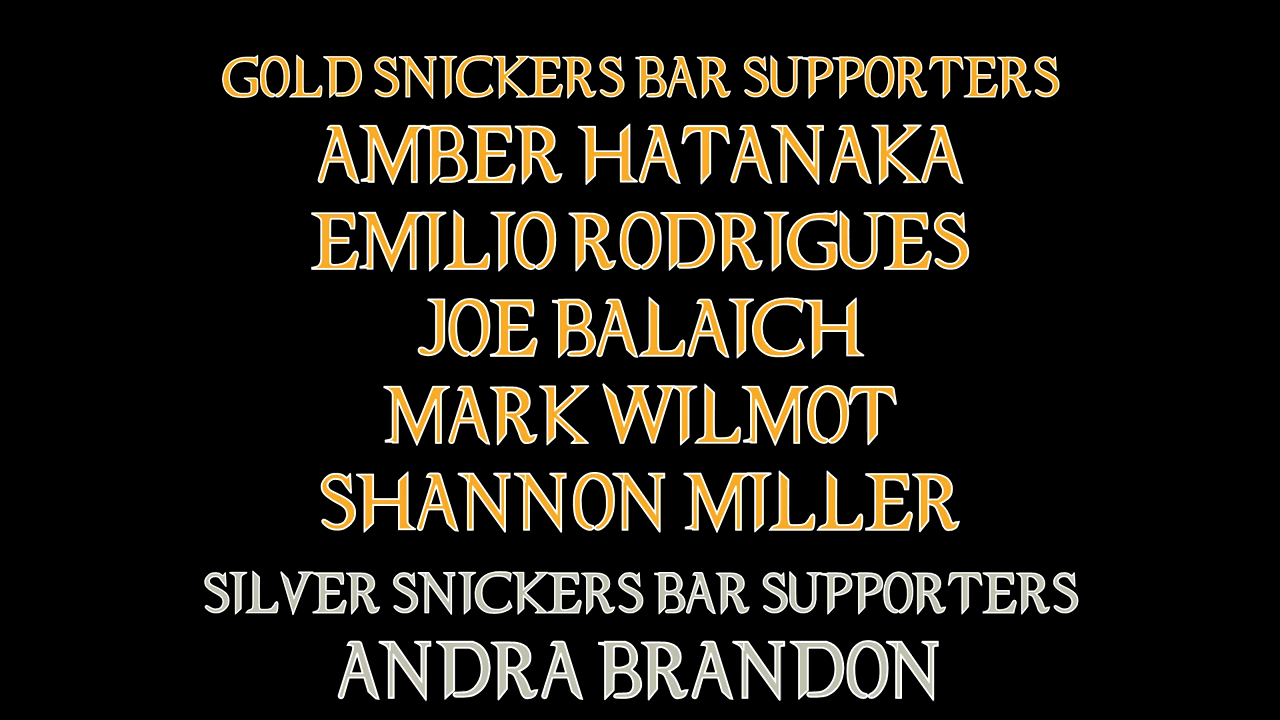 GOLD SNICKERS BAR SUPPORTERS
AMBER HATANAKA
EMILIO RODRIGUES
JOE BALAICH
MARK WILMOT
SHANNON MILLER
SILVER SNICKERS BAR SUPPORTERS
ANDRA BRANDON